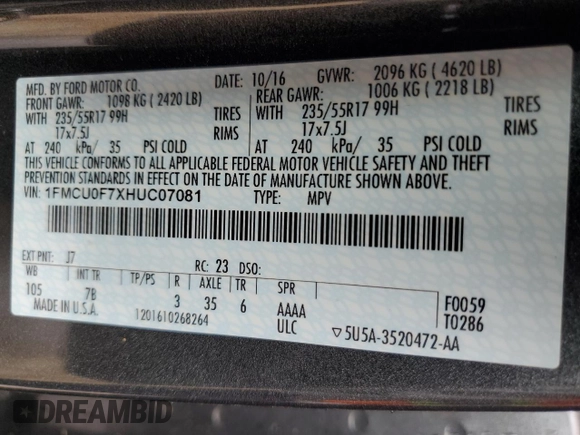 MFD. BY FORD MOTOR CO. DATE: 10/16 GVWR: 2096 KG ( 4620 LB)
FRONT GAWR: 1098 KG ( 2420 LB) REAR GAWR: 1006 KG ( 2218 LB)
WITH 235/55R17 99H TIRES WITH 235/55R17 99H TIRES
17x7.5J RIMS 17x7.5J RIMS
AT 240 kPa/ 35 PSI COLD AT 240 kPa/ 35 PSI COLD
THIS VEHICLE CONFORMS TO ALL APPLICABLE FEDERAL MOTOR VEHICLE SAFETY AND THEFT
PREVENTION STANDARDS IN EFFECT ON THE DATE OF MANUFACTURE SHOWN ABOVE.
VIN: 1FMCU0F7XHUC07081 TYPE: MPV
EXT PNT: J7 RC: 23 DSO:
WB INT TR TP/PS R AXLE TR SPR
105 7B 3 35 6 AAAA F0059
MADE IN U.S.A. 1201610268264 ULC ▽5U5A-3520472-AA T0286
DREAMBID